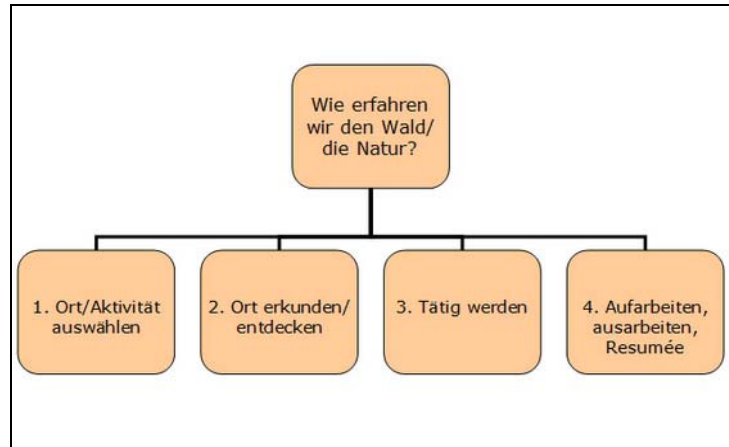 Wie erfahren
wir den Wald/
die Natur?
1. Ort/Aktivität
auswählen
2. Ort erkunden/
entdecken
3. Tätig werden
4. Aufarbeiten,
ausarbeiten,
Resumée